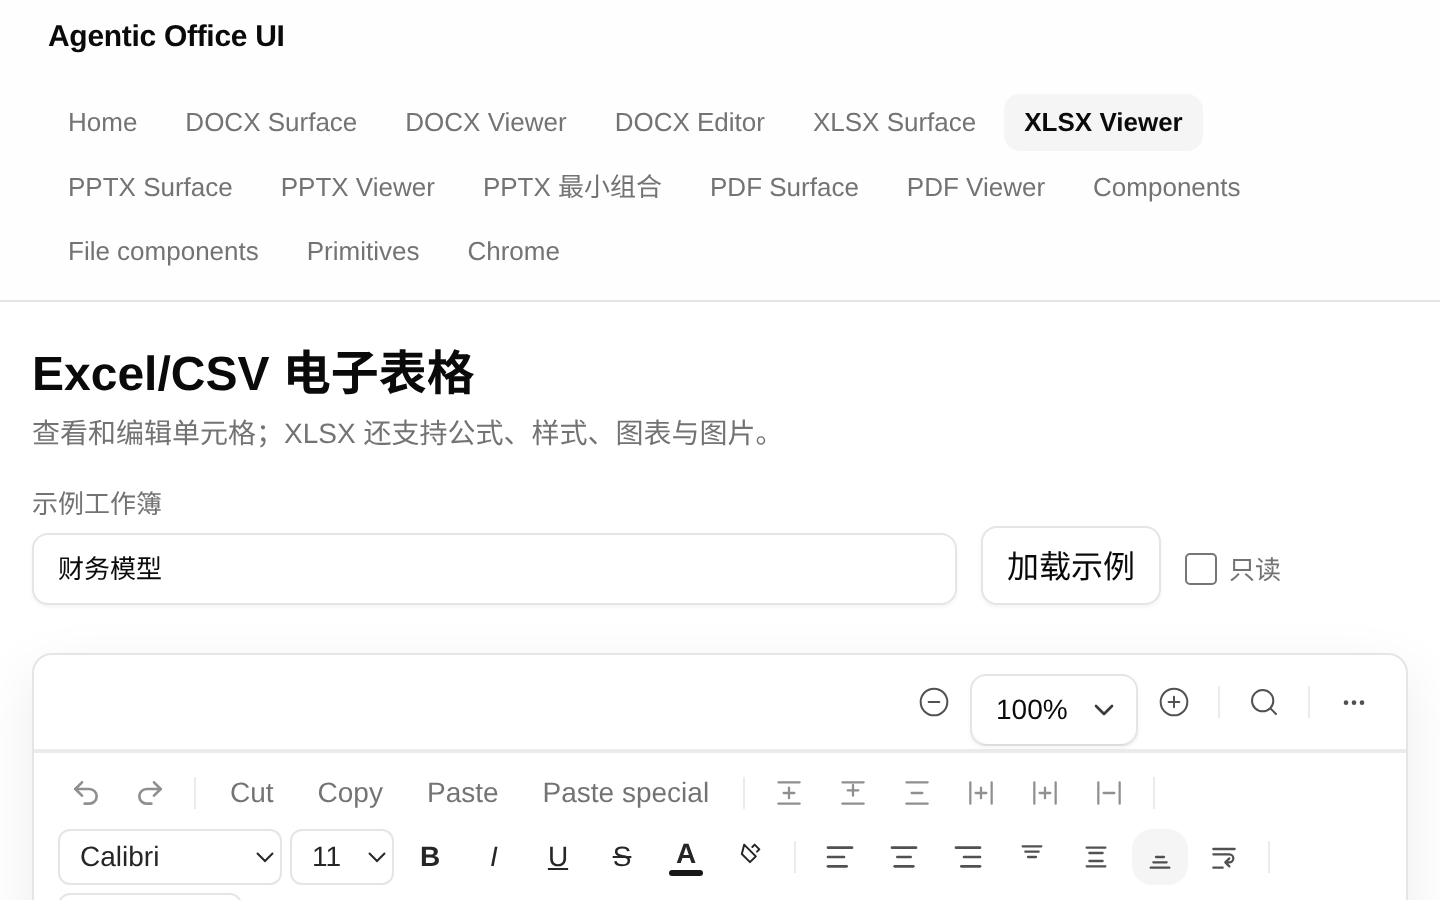 Agentic Office UI
Home DOCX Surface DOCX Viewer DOCX Editor XLSX Surface XLSX Viewer
PPTX Surface PPTX Viewer PPTX 最小组合 PDF Surface PDF Viewer Components
File components Primitives Chrome
Excel/CSV 电子表格
查看和编辑单元格；XLSX 还支持公式、样式、图表与图片。
示例工作簿
财务模型 加载示例 只读
100%
Cut Copy Paste Paste special
Calibri 11 B I U S A